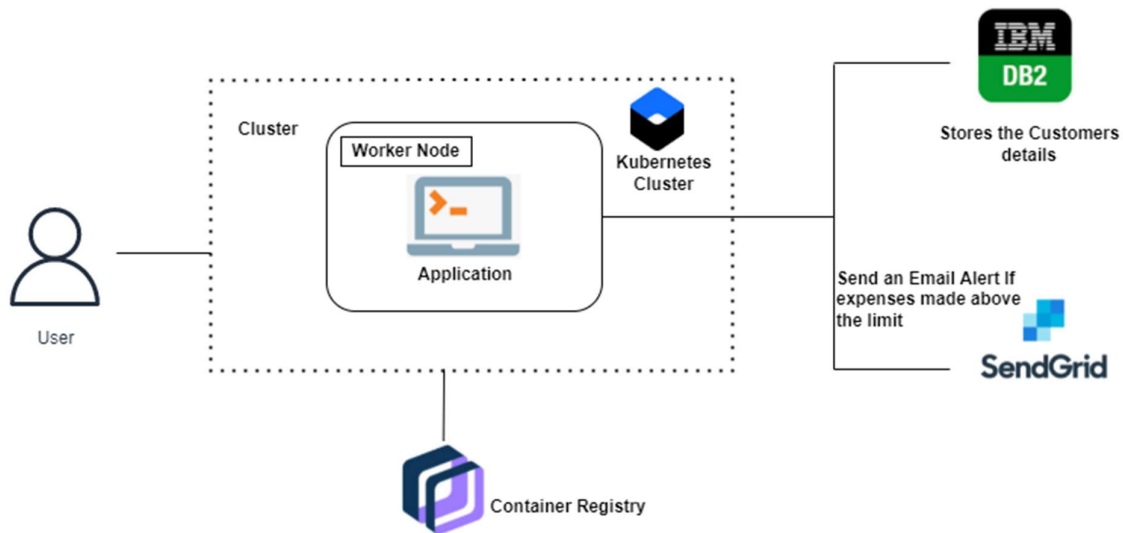 IBM
DB2
Stores the Customers
details
Cluster
Worker Node
Kubernetes
Cluster
Application
User
Send an Email Alert If
expenses made above
the limit
SendGrid
Container Registry